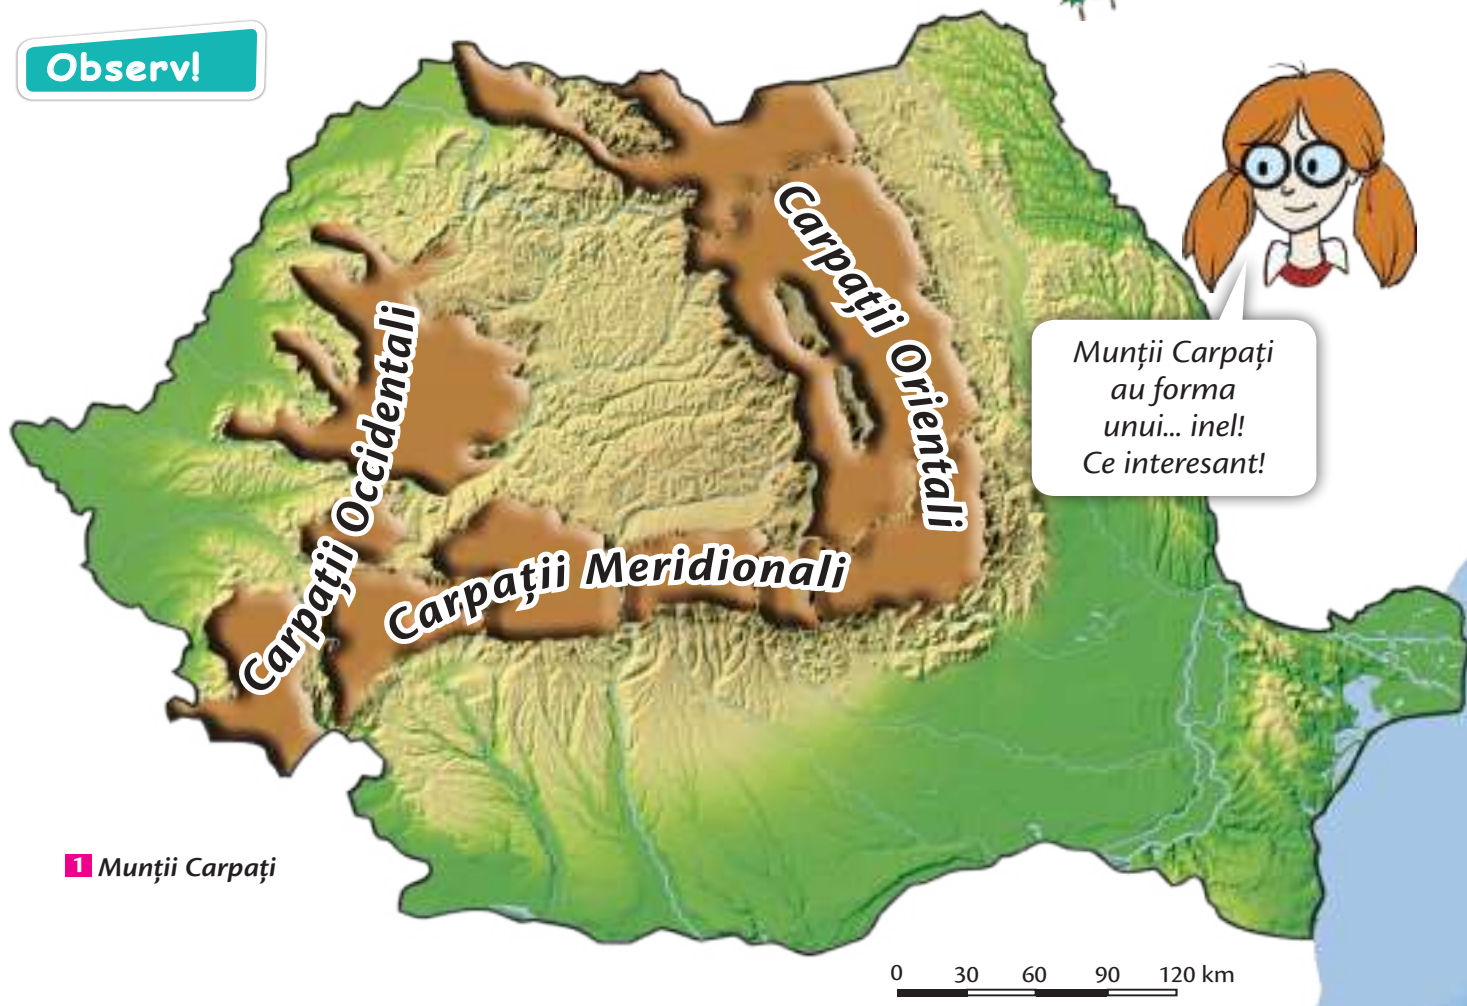 Observ!
Carpații Orientali
Carpații Occidentali
Carpații Meridionali
Munții Carpați
au forma
unui... inel!
Ce interesant!
1 Munții Carpați
0 30 60 90 120 km